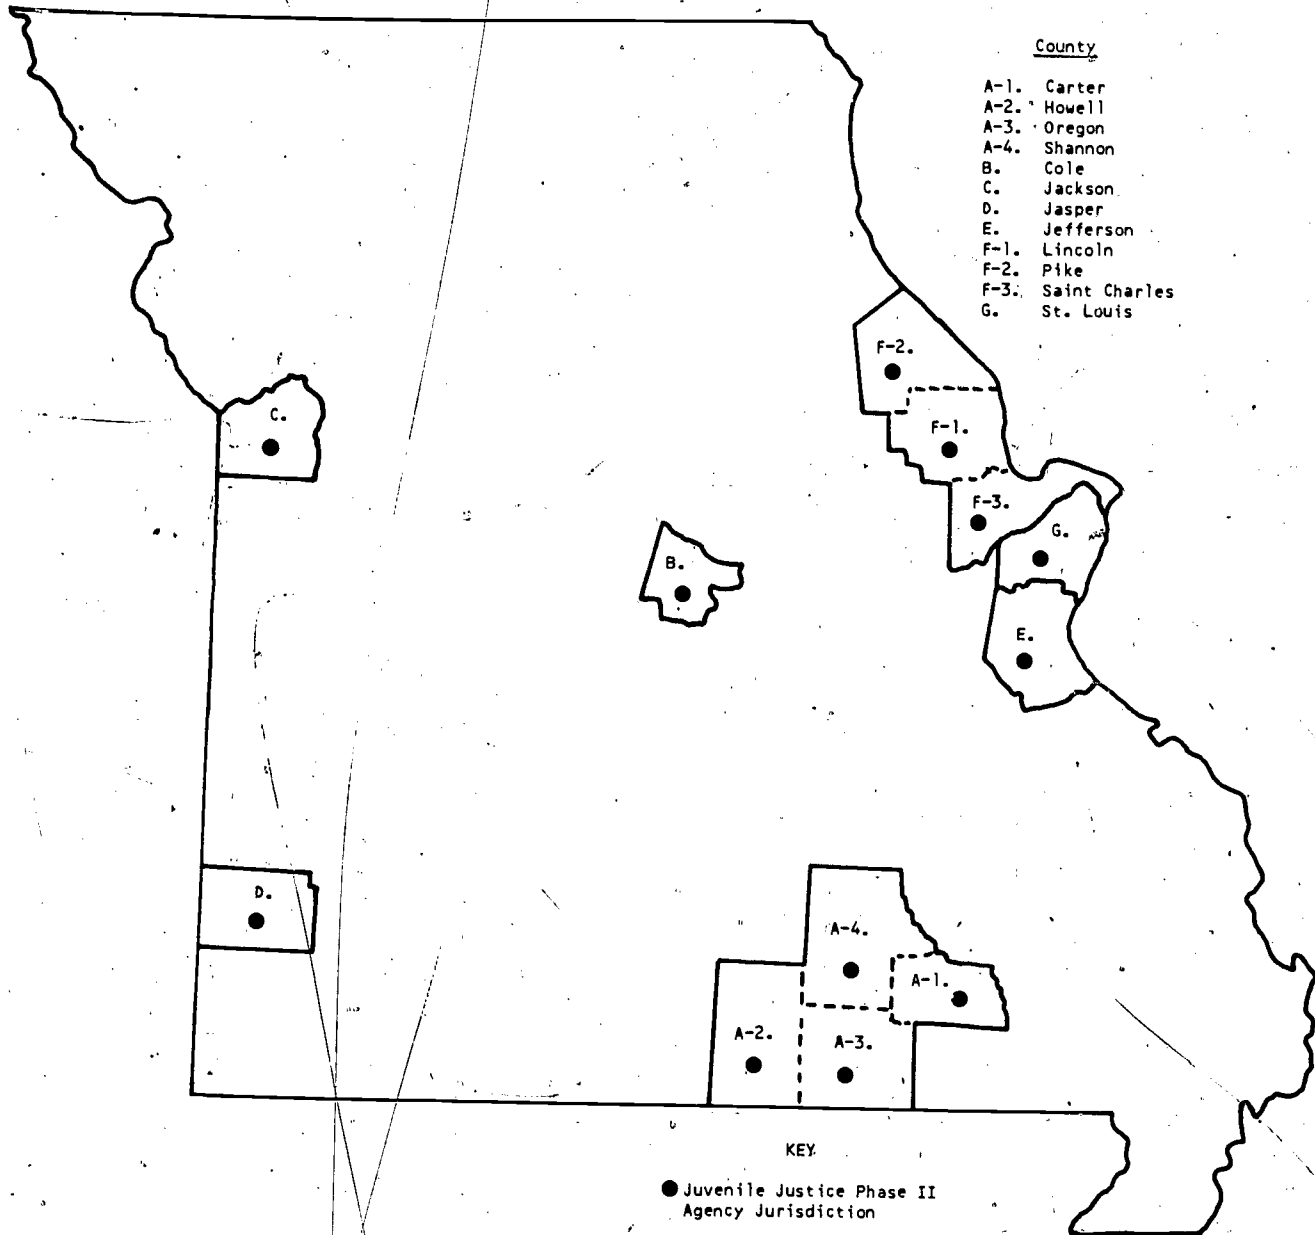 County
A-1. Carter
A-2. Howell
A-3. Oregon
A-4. Shannon
B. Cole
C. Jackson
D. Jasper
E. Jefferson
F-1. Lincoln
F-2. Pike
F-3. Saint Charles
G. St. Louis
F-2.
C.
F-1.
F-3.
G.
B.
E.
D.
A-4.
A-1.
A-2.
A-3.
KEY
Juvenile Justice Phase II
Agency Jurisdiction